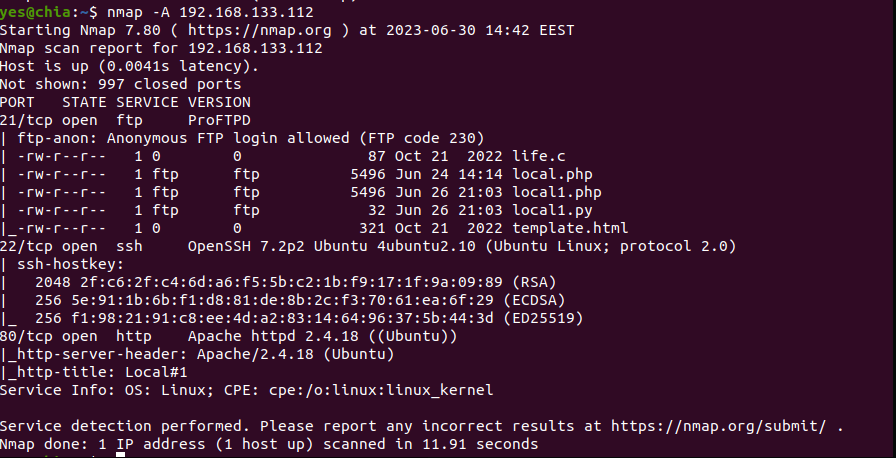 yes@chia:~$ nmap -A 192.168.133.112
Starting Nmap 7.80 ( https://nmap.org ) at 2023-06-30 14:42 EEST
Nmap scan report for 192.168.133.112
Host is up (0.0041s latency).
Not shown: 997 closed ports
PORT   STATE SERVICE VERSION
21/tcp open  ftp     ProFTPD
| ftp-anon: Anonymous FTP login allowed (FTP code 230)
| -rw-r--r--   1 0        0              87 Oct 21  2022 life.c
| -rw-r--r--   1 ftp      ftp          5496 Jun 24 14:14 local.php
| -rw-r--r--   1 ftp      ftp          5496 Jun 26 21:03 local1.php
| -rw-r--r--   1 ftp      ftp            32 Jun 26 21:03 local1.py
|_-rw-r--r--   1 0        0             321 Oct 21  2022 template.html
22/tcp open  ssh     OpenSSH 7.2p2 Ubuntu 4ubuntu2.10 (Ubuntu Linux; protocol 2.0)
| ssh-hostkey:
|   2048 2f:c6:2f:c4:6d:a6:f5:5b:c2:1b:f9:17:1f:9a:09:89 (RSA)
|   256 5e:91:1b:6b:f1:d8:81:de:8b:2c:f3:70:61:ea:6f:29 (ECDSA)
|_  256 f1:98:21:91:c8:ee:4d:a2:83:14:64:96:37:5b:44:3d (ED25519)
80/tcp open  http    Apache httpd 2.4.18 ((Ubuntu))
|_http-server-header: Apache/2.4.18 (Ubuntu)
|_http-title: Local#1
Service Info: OS: Linux; CPE: cpe:/o:linux:linux_kernel
Service detection performed. Please report any incorrect results at https://nmap.org/submit/ .
Nmap done: 1 IP address (1 host up) scanned in 11.91 seconds